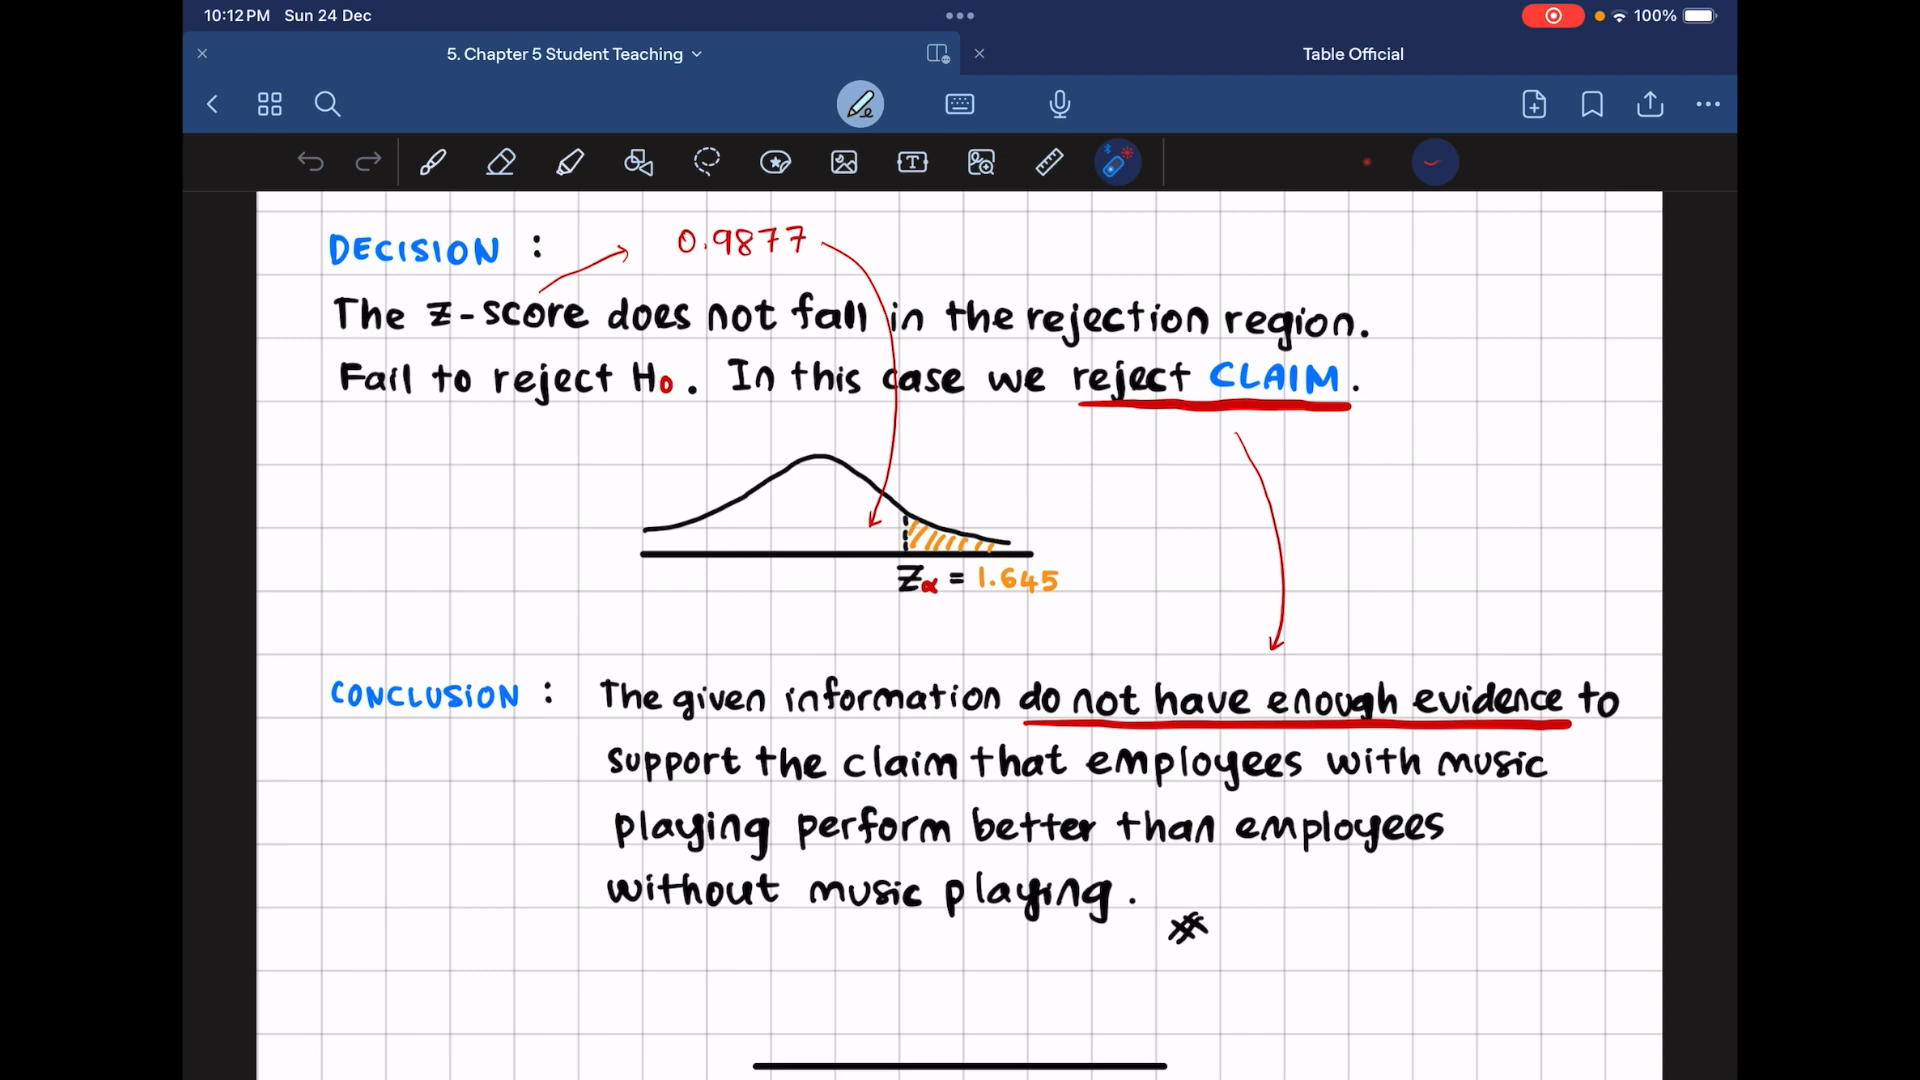 10:12 PM Sun 24 Dec
100%
5. Chapter 5 Student Teaching
Table Official
DECISION : 0.9877
The z-score does not fall in the rejection region.
Fail to reject H0. In this case we reject CLAIM.
Zα = 1.645
CONCLUSION : The given information do not have enough evidence to
support the claim that employees with music
playing perform better than employees
without music playing.